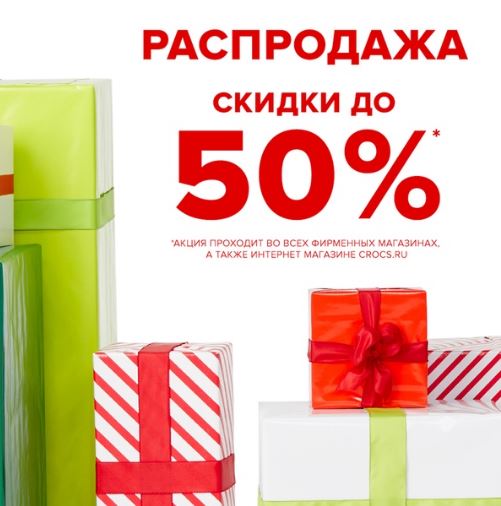 РАСПРОДАЖА
СКИДКИ ДО
50%*
*АКЦИЯ ПРОХОДИТ ВО ВСЕХ ФИРМЕННЫХ МАГАЗИНАХ,
А ТАКЖЕ ИНТЕРНЕТ МАГАЗИНЕ CROCS.RU